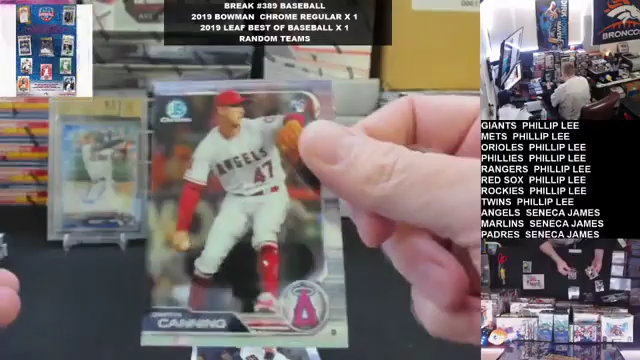 BREAK #389 BASEBALL
2019 BOWMAN CHROME REGULAR X 1
2019 LEAF BEST OF BASEBALL X 1
RANDOM TEAMS
Chrome
ANGELS
47
GRIFFIN
CANNING
GIANTS PHILLIP LEE
METS PHILLIP LEE
ORIOLES PHILLIP LEE
PHILLIES PHILLIP LEE
RANGERS PHILLIP LEE
RED SOX PHILLIP LEE
ROCKIES PHILLIP LEE
TWINS PHILLIP LEE
ANGELS SENECA JAMES
MARLINS SENECA JAMES
PADRES SENECA JAMES
BRONCOS